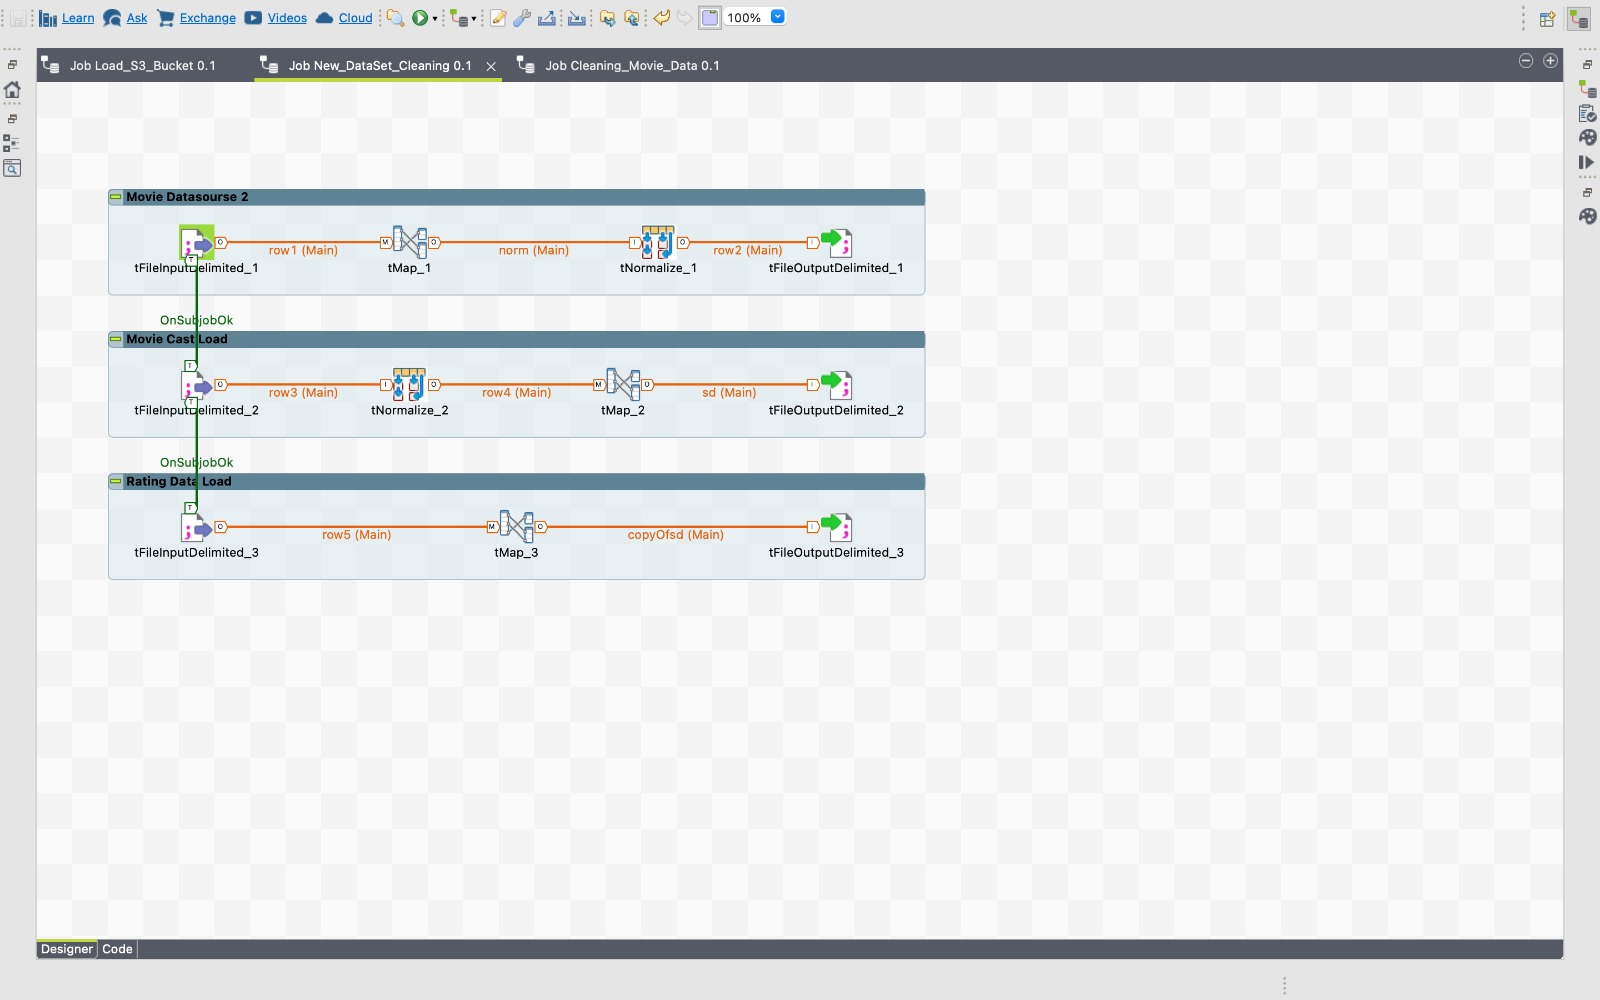 Learn Ask Exchange Videos Cloud 100%
Job Load_S3_Bucket 0.1 Job New_DataSet_Cleaning 0.1 Job Cleaning_Movie_Data 0.1
Movie Datasourse 2
O row1 (Main) M O norm (Main) I O row2 (Main) I
T
tFileInputDelimited_1 tMap_1 tNormalize_1 tFileOutputDelimited_1
OnSubjobOk
Movie Cast Load
T
O row3 (Main) I O row4 (Main) M O sd (Main) I
T
tFileInputDelimited_2 tNormalize_2 tMap_2 tFileOutputDelimited_2
OnSubjobOk
Rating Data Load
T
O row5 (Main) M O copyOfsd (Main) I
tFileInputDelimited_3 tMap_3 tFileOutputDelimited_3
Designer Code